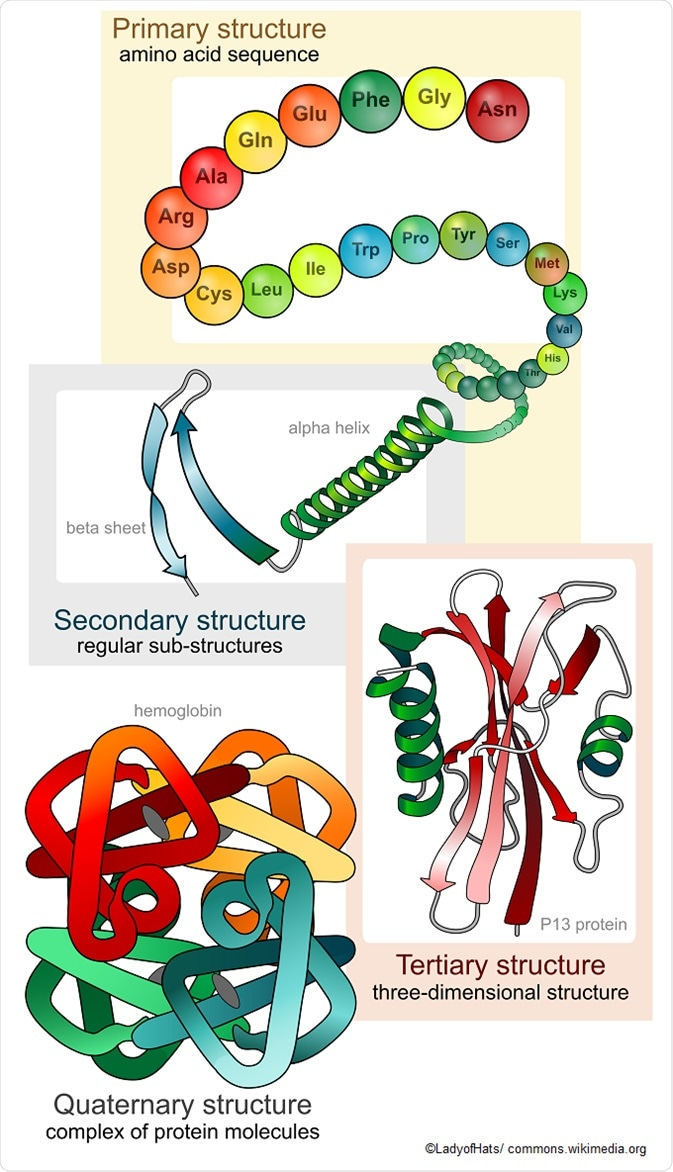 Primary structure
amino acid sequence
Asn
Gly
Phe
Glu
Gln
Ala
Arg
Asp
Cys
Leu
Ile
Trp
Pro
Tyr
Ser
Met
Lys
Val
His
Thr
alpha helix
beta sheet
Secondary structure
regular sub-structures
hemoglobin
P13 protein
Tertiary structure
three-dimensional structure
Quaternary structure
complex of protein molecules
©LadyofHats/ commons.wikimedia.org